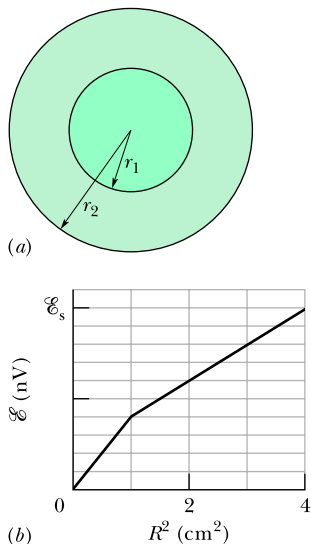 r₁
r₂
(a)
ℰₛ
ℰ (nV)
0
2
4
R² (cm²)
(b)